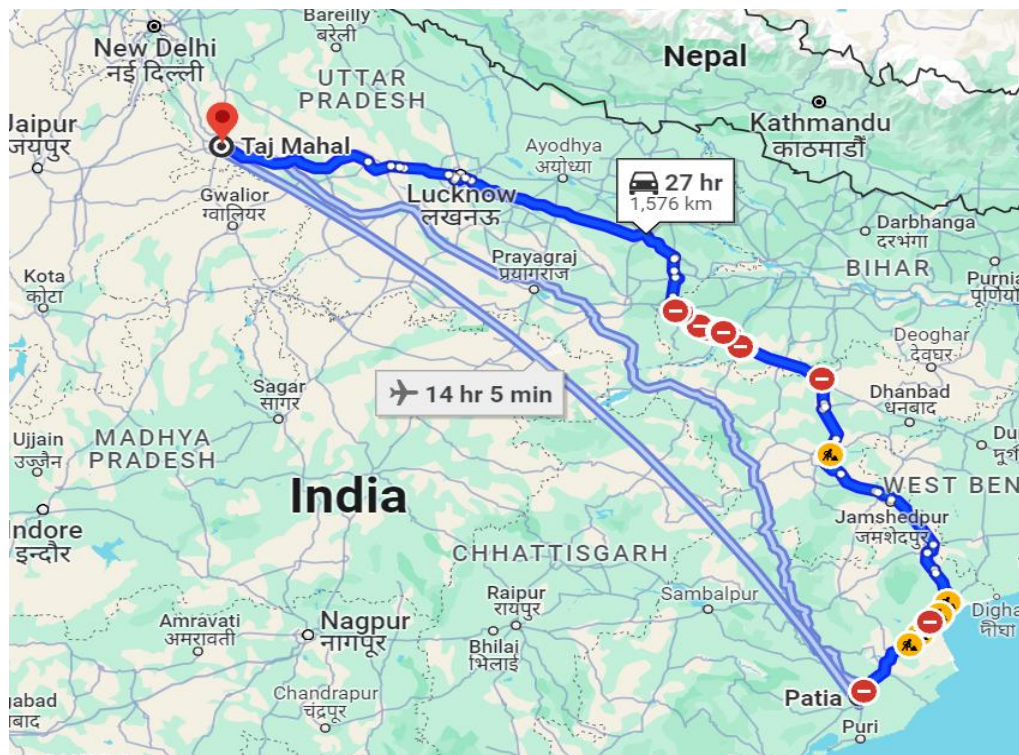 Bareilly
बरेली
New Delhi
नई दिल्ली
Nepal
UTTAR
PRADESH
Jaipur
जयपुर
Taj Mahal
Kathmandu
काठमाडौँ
Ayodhya
अयोध्या
27 hr
1,576 km
Lucknow
लखनऊ
Gwalior
ग्वालियर
Darbhanga
दरभंगा
Prayagraj
प्रयागराज
BIHAR
Purnia
पूर्णिया
Kota
कोटा
Deoghar
देवघर
14 hr 5 min
Sagar
सागर
Dhanbad
धनबाद
Ujjain
उज्जैन
MADHYA
PRADESH
India
WEST BEN
Jamshedpur
जमशेदपुर
Indore
इन्दौर
CHHATTISGARH
Raipur
रायपुर
Sambalpur
Digha
Amravati
अमरावती
Nagpur
नागपूर
Bhilai
भिलाई
Chandrapur
चंद्रपूर
Patia
Puri